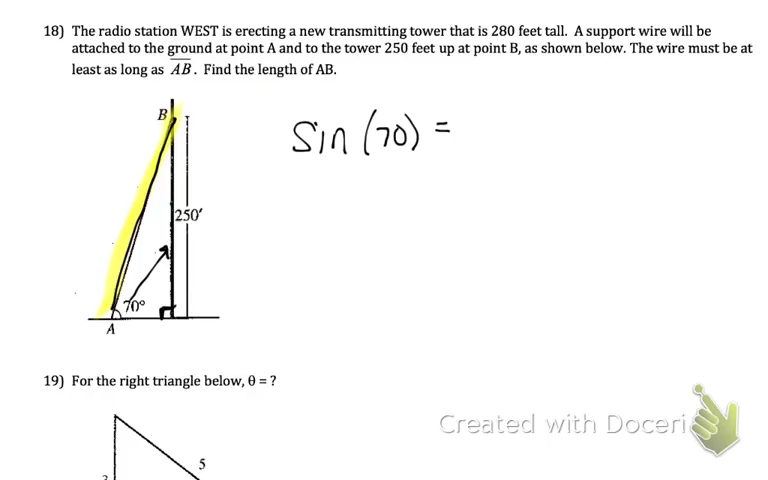 18) The radio station WEST is erecting a new transmitting tower that is 280 feet tall. A support wire will be
attached to the ground at point A and to the tower 250 feet up at point B, as shown below. The wire must be at
least as long as AB. Find the length of AB.
B
Sin (70) =
250'
70°
A
19) For the right triangle below, θ = ?
Created with Doceri
5